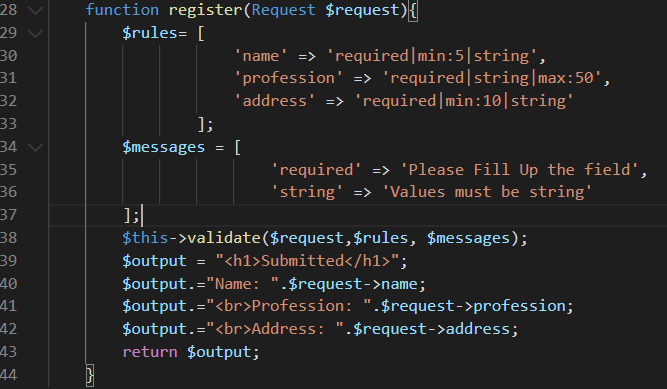 28 function register(Request $request){
29 $rules= [
30 'name' => 'required|min:5|string',
31 'profession' => 'required|string|max:50',
32 'address' => 'required|min:10|string'
33 ];
34 $messages = [
35 'required' => 'Please Fill Up the field',
36 'string' => 'Values must be string'
37 ];
38 $this->validate($request,$rules, $messages);
39 $output = "<h1>Submitted</h1>";
40 $output.="Name: ".$request->name;
41 $output.="<br>Profession: ".$request->profession;
42 $output.="<br>Address: ".$request->address;
43 return $output;
44 }